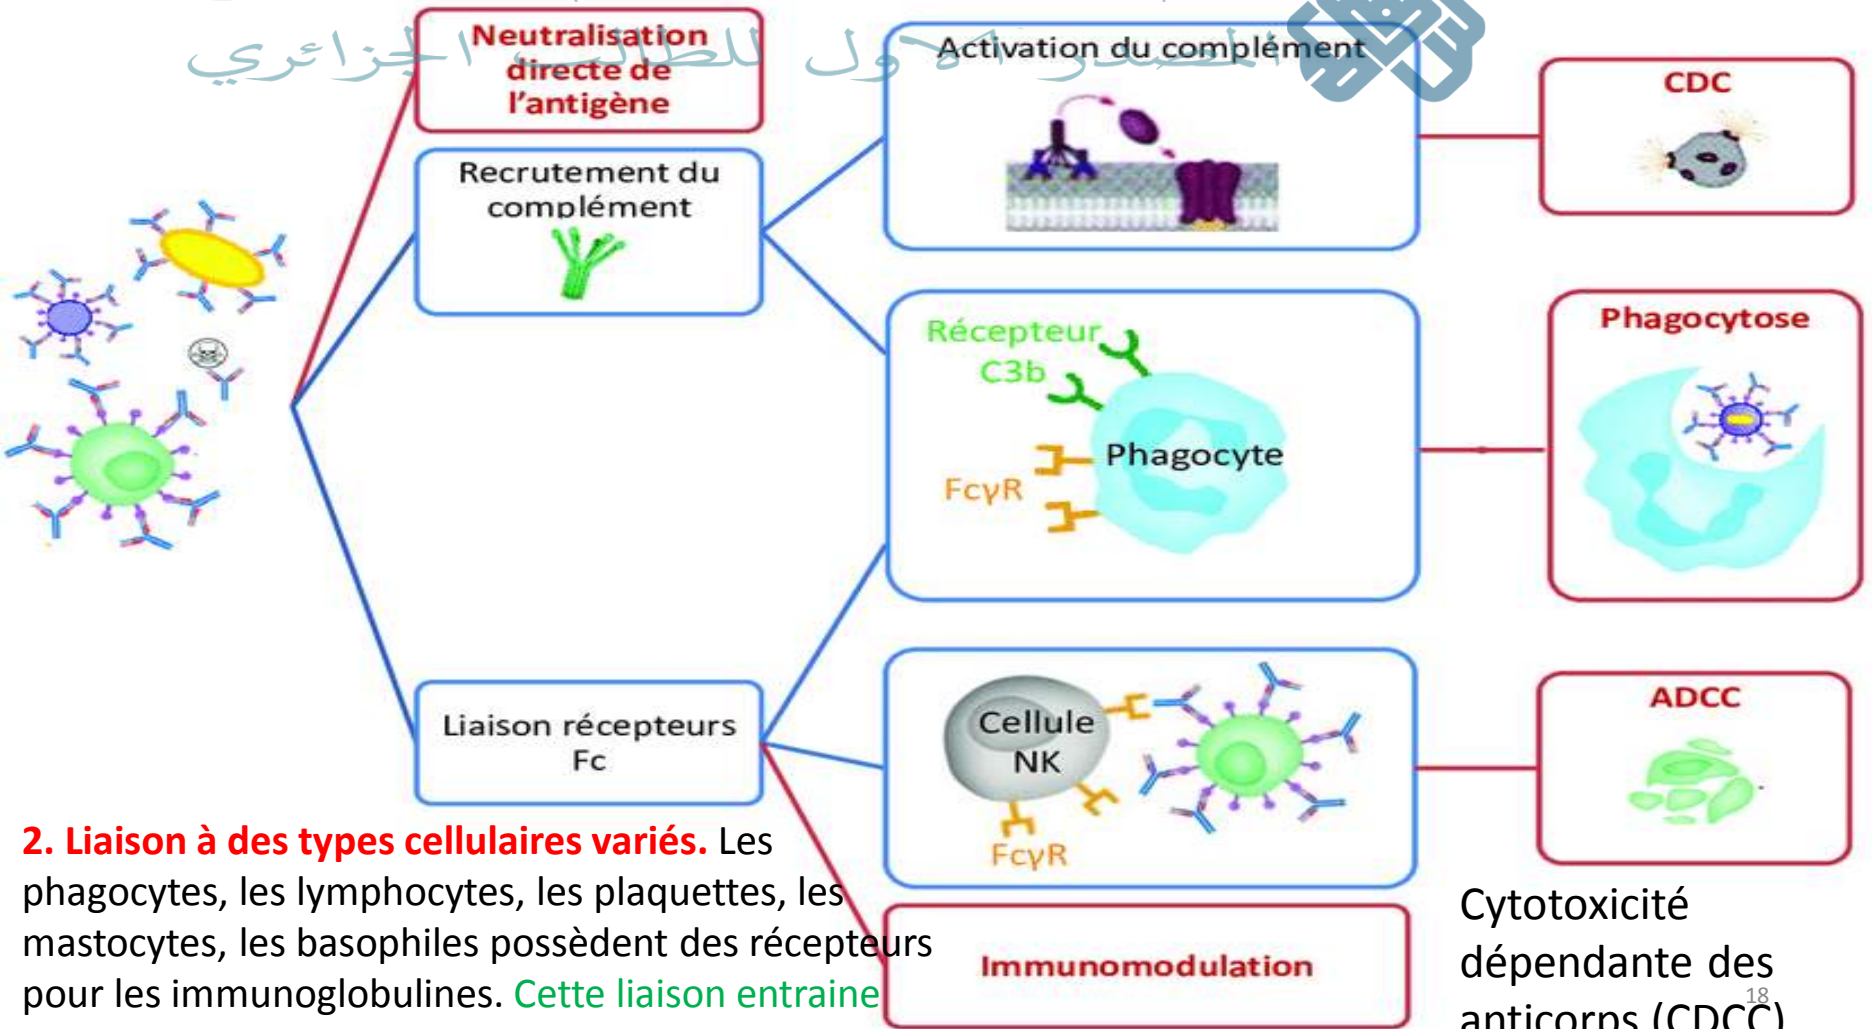 المصدر الاول للطالب الجزائري
Neutralisation
directe de
l'antigène
Recrutement du
complément
Activation du complément
CDC
Récepteur
C3b
Phagocyte
FcγR
Phagocytose
Liaison récepteurs
Fc
Cellule
NK
FcγR
ADCC
Immunomodulation
2. Liaison à des types cellulaires variés. Les
phagocytes, les lymphocytes, les plaquettes, les
mastocytes, les basophiles possèdent des récepteurs
pour les immunoglobulines. Cette liaison entraine
Cytotoxicité
dépendante des
anticorps (CDCC)
18